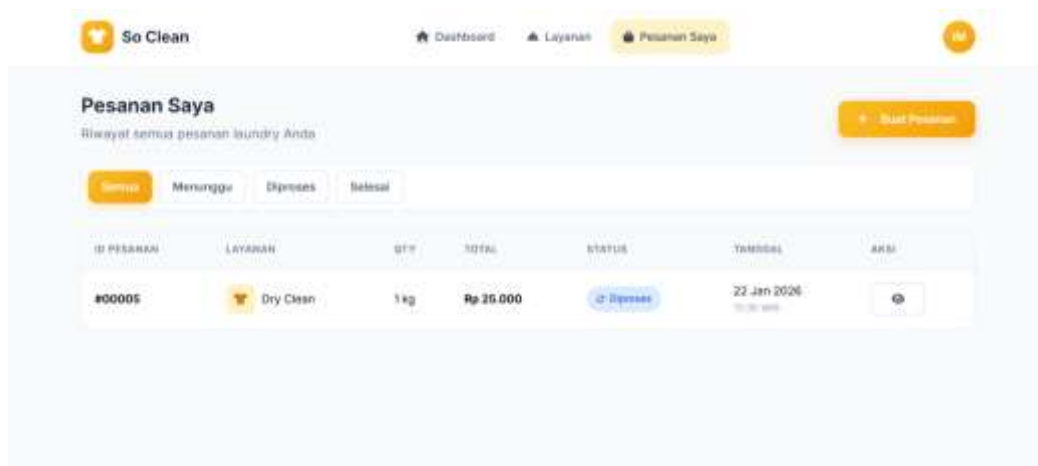 So Clean
Dashboard
Layanan
Pesanan Saya
Pesanan Saya
Riwayat semua pesanan laundry Anda
+ Buat Pesanan
Semua
Menunggu
Diproses
Selesai
ID PESANAN LAYANAN QTY TOTAL STATUS TANGGAL AKSI
#00005 Dry Clean 1 kg Rp 25.000 Diproses 22 Jan 2026